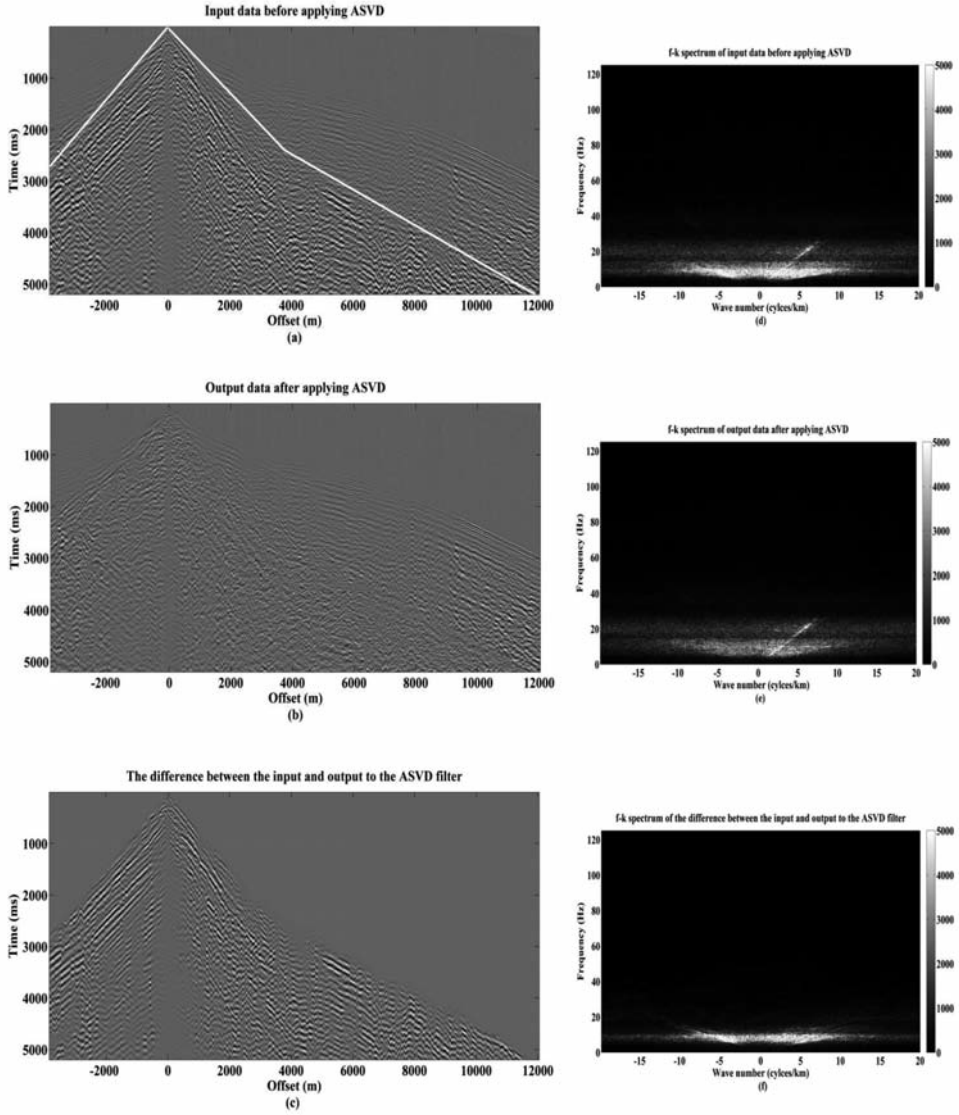 Input data before applying ASVD
Time (ms)
1000
2000
3000
4000
5000
-2000 0 2000 4000 6000 8000 10000 12000
Offset (m)
(a)
f-k spectrum of input data before applying ASVD
Frequency (Hz)
120
100
80
60
40
20
0
-15 -10 -5 0 5 10 15 20
Wave number (cylces/km)
(d)
5000
4000
3000
2000
1000
0
Output data after applying ASVD
Time (ms)
1000
2000
3000
4000
5000
-2000 0 2000 4000 6000 8000 10000 12000
Offset (m)
(b)
f-k spectrum of output data after applying ASVD
Frequency (Hz)
120
100
80
60
40
20
0
-15 -10 -5 0 5 10 15 20
Wave number (cylces/km)
(e)
5000
4000
3000
2000
1000
0
The difference between the input and output to the ASVD filter
Time (ms)
1000
2000
3000
4000
5000
-2000 0 2000 4000 6000 8000 10000 12000
Offset (m)
(c)
f-k spectrum of the difference between the input and output to the ASVD filter
Frequency (Hz)
120
100
80
60
40
20
0
-15 -10 -5 0 5 10 15 20
Wave number (cylces/km)
(f)
5000
4000
3000
2000
1000
0